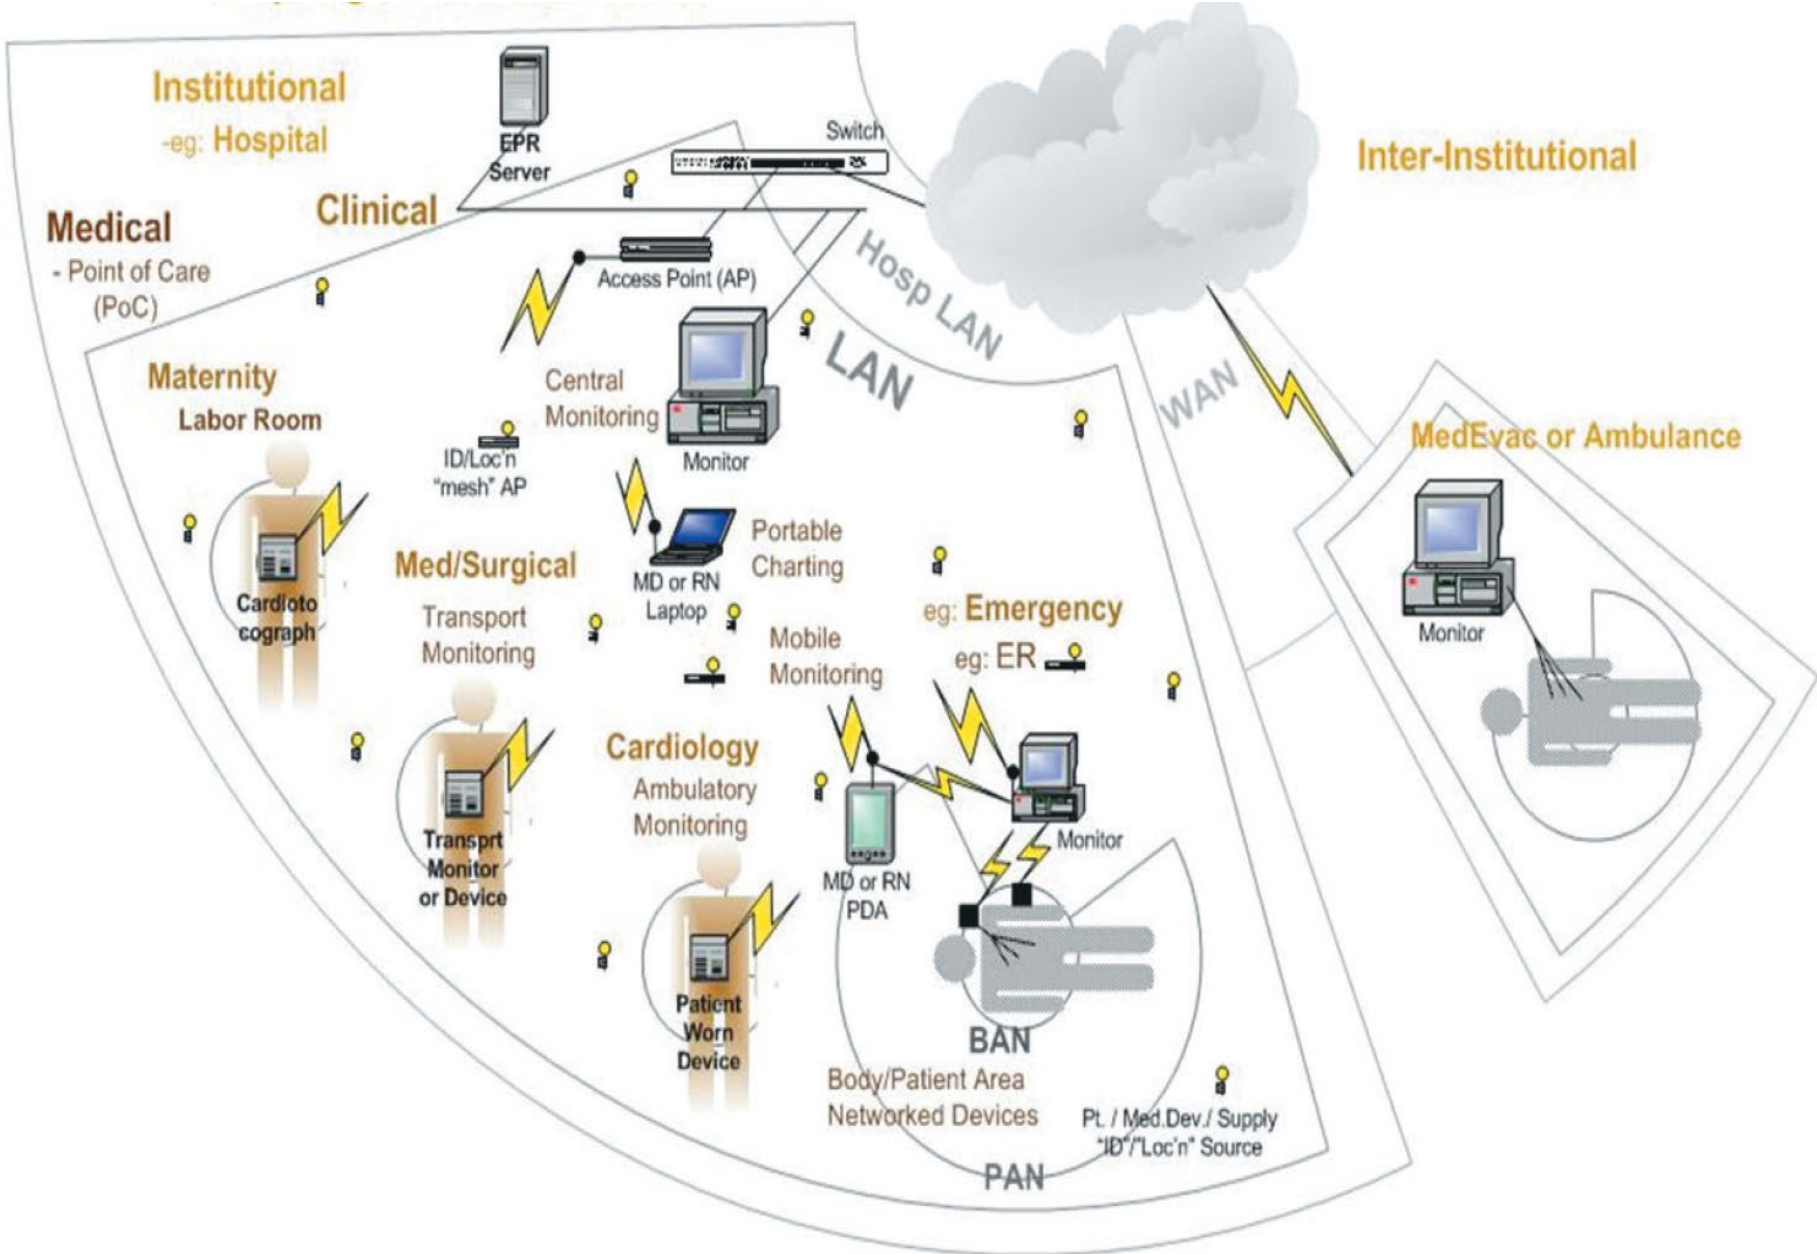 Institutional
-eg: Hospital
EPR
Server
Switch
Inter-Institutional
Clinical
Medical
- Point of Care
(PoC)
Access Point (AP)
Hosp LAN
LAN
WAN
Maternity
Labor Room
Central
Monitoring
Monitor
ID/Loc'n
"mesh" AP
MedEvac or Ambulance
Monitor
Portable
Charting
MD or RN
Laptop
Med/Surgical
Transport
Monitoring
Cardioto
cograph
eg: Emergency
eg: ER
Mobile
Monitoring
Cardiology
Ambulatory
Monitoring
Transprt
Monitor
or Device
Monitor
MD or RN
PDA
Patient
Worn
Device
BAN
Body/Patient Area
Networked Devices
Pt. / Med.Dev./ Supply
"ID"/"Loc'n" Source
PAN